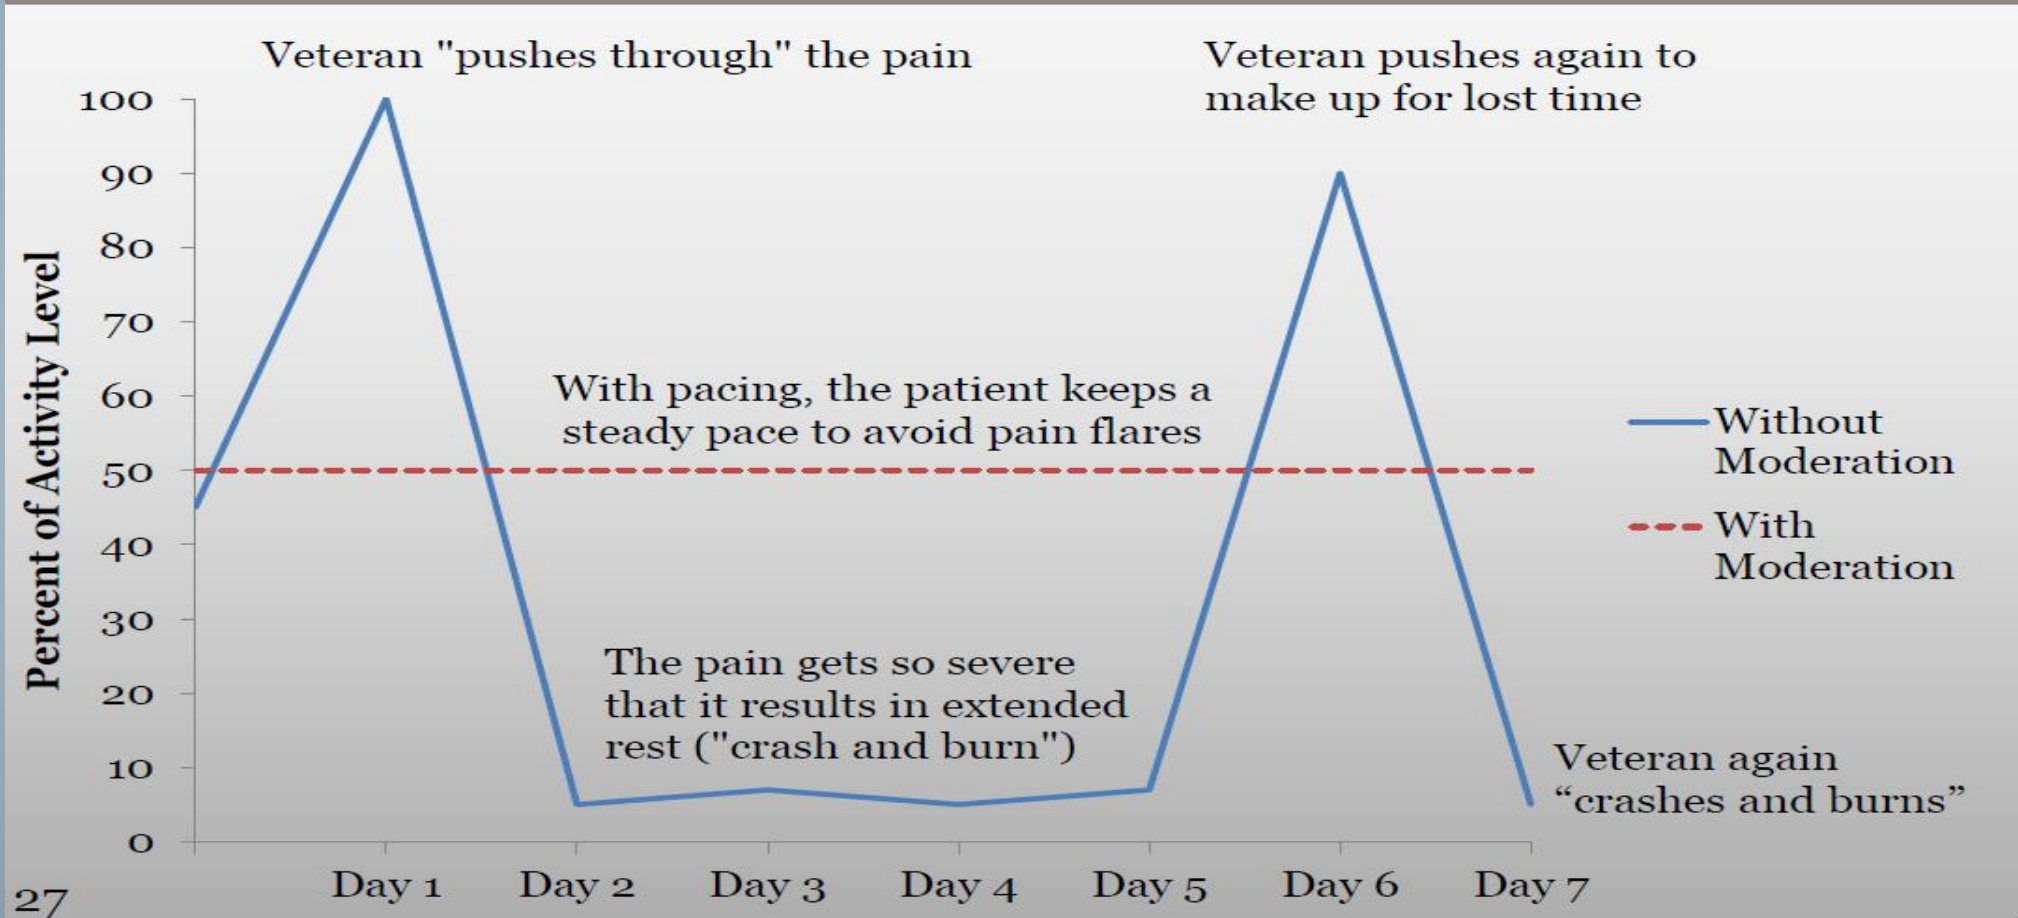 Veteran "pushes through" the pain
Veteran pushes again to
make up for lost time
100
90
80
70
60
50
40
30
20
10
0
Percent of Activity Level
With pacing, the patient keeps a
steady pace to avoid pain flares
Without
Moderation
With
Moderation
The pain gets so severe
that it results in extended
rest ("crash and burn")
Veteran again
“crashes and burns”
Day 1 Day 2 Day 3 Day 4 Day 5 Day 6 Day 7
27